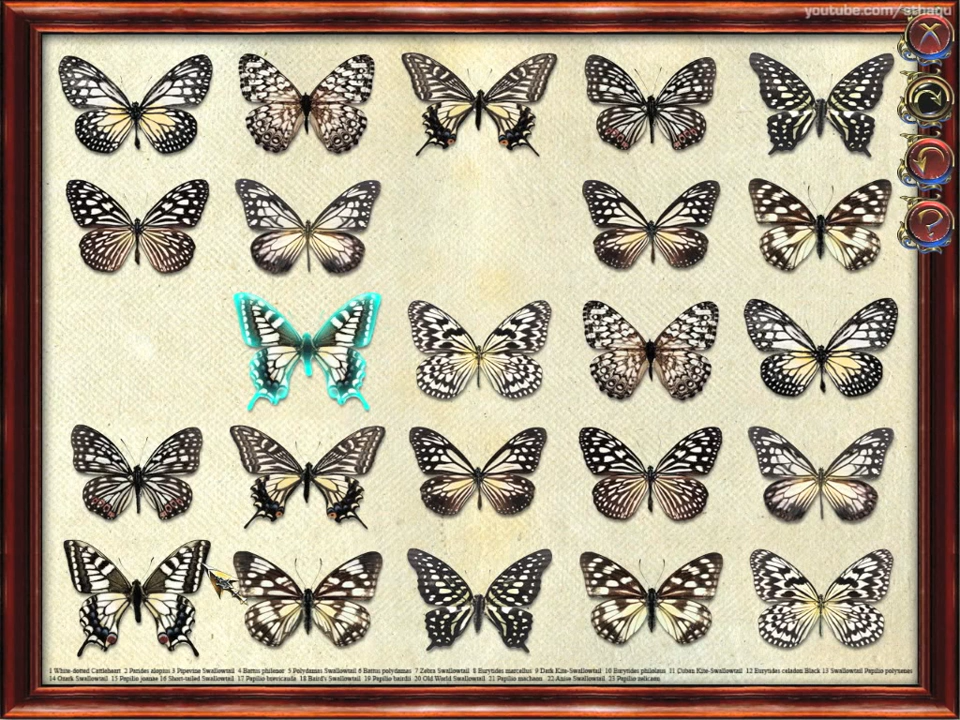 youtube.com/sthagu
1 White-dotted Cattleheart 2 Parides alopius 3 Pipevine Swallowtail 4 Battus philenor 5 Polydamas Swallowtail 6 Battus polydamas 7 Zebra Swallowtail 8 Eurytides marcellus 9 Dark Kite-Swallowtail 10 Eurytides philolaus 11 Cuban Kite-Swallowtail 12 Eurytides celadon Black 13 Swallowtail Papilio polyxenes
14 Ozark Swallowtail 15 Papilio joanae 16 Short-tailed Swallowtail 17 Papilio brevicauda 18 Baird's Swallowtail 19 Papilio bairdii 20 Old World Swallowtail 21 Papilio machaon 22 Anise Swallowtail 23 Papilio zelicaon